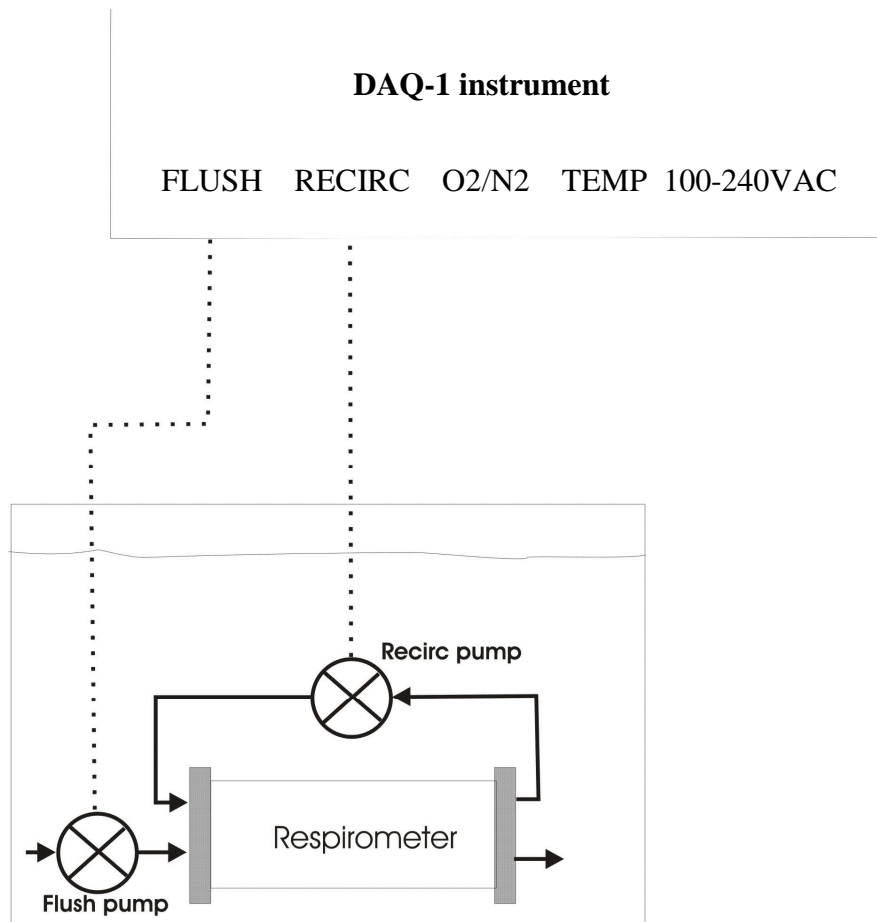 DAQ-1 instrument
FLUSH RECIRC O2/N2 TEMP 100-240VAC
Recirc pump
Respirometer
Flush pump